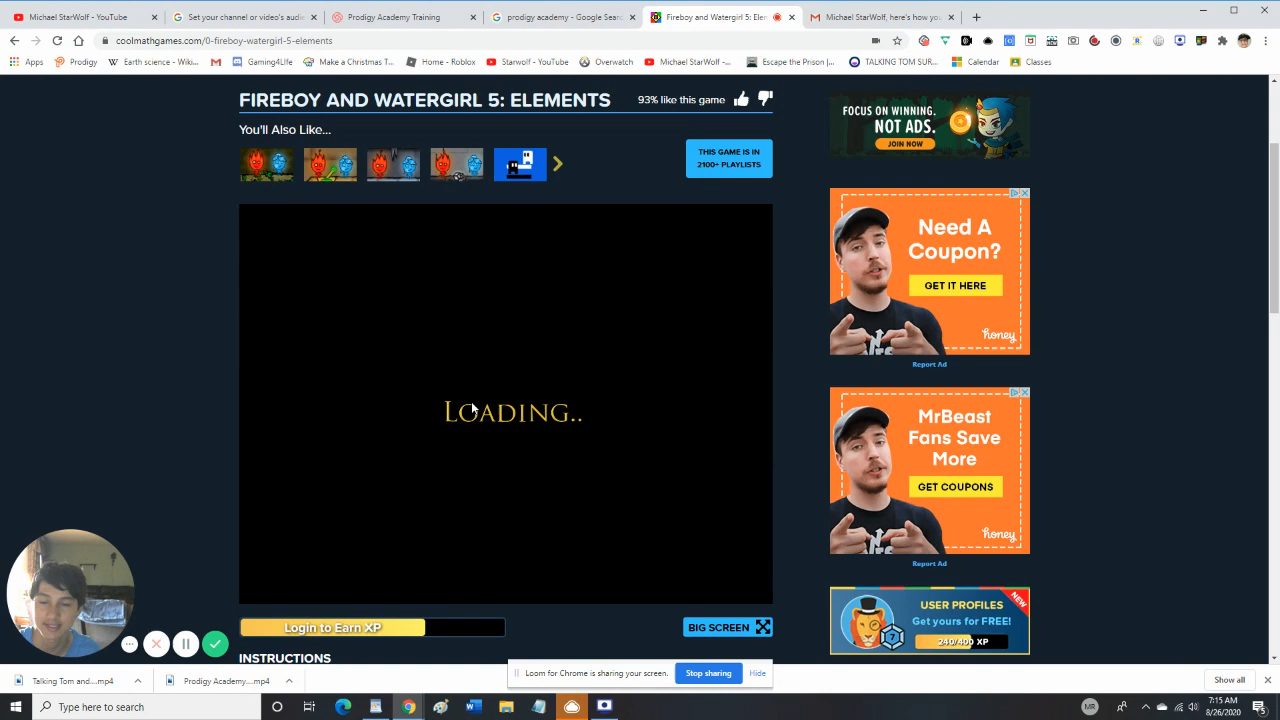 Michael StarWolf - YouTube
Set your channel or video's audie
Prodigy Academy Training
prodigy academy - Google Searc
Fireboy and Watergirl 5: Elem
Michael StarWolf, here's how you
coolmathgames.com/0-fireboy-watergirl-5-elements
Apps
Prodigy
Earth science - Wiki...
Gaming4LIfe
Make a Christmas T...
Home - Roblox
Starwolf - YouTube
Overwatch
Michael StarWolf -...
Escape the Prison |...
TALKING TOM SUR...
Calendar
Classes
FIREBOY AND WATERGIRL 5: ELEMENTS
93% like this game
You'll Also Like...
THIS GAME IS IN
2100+ PLAYLISTS
LOADING..
Login to Earn XP
BIG SCREEN
INSTRUCTIONS
FOCUS ON WINNING.
NOT ADS.
JOIN NOW
Need A
Coupon?
GET IT HERE
honey
Report Ad
MrBeast
Fans Save
More
GET COUPONS
honey
Report Ad
NEW
USER PROFILES
Get yours for FREE!
7
240/400 XP
Loom for Chrome is sharing your screen.
Stop sharing
Hide
Talking Tom and....mp4
Prodigy Academy....mp4
Show all
Type here to search
MR
7:15 AM
8/26/2020